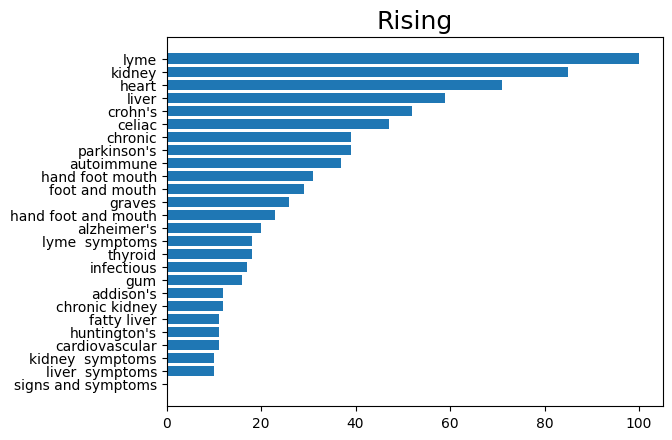 Rising
lyme
kidney
heart
liver
crohn's
celiac
chronic
parkinson's
autoimmune
hand foot mouth
foot and mouth
graves
hand foot and mouth
alzheimer's
lyme  symptoms
thyroid
infectious
gum
addison's
chronic kidney
fatty liver
huntington's
cardiovascular
kidney  symptoms
liver  symptoms
signs and symptoms
0 20 40 60 80 100